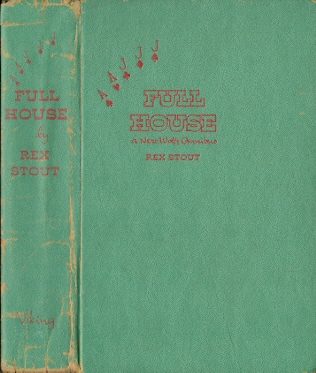 A A J J J
FULL
HOUSE
by
REX
STOUT
Viking
A A J J J
FULL
HOUSE
A Nero Wolfe Omnibus
REX STOUT